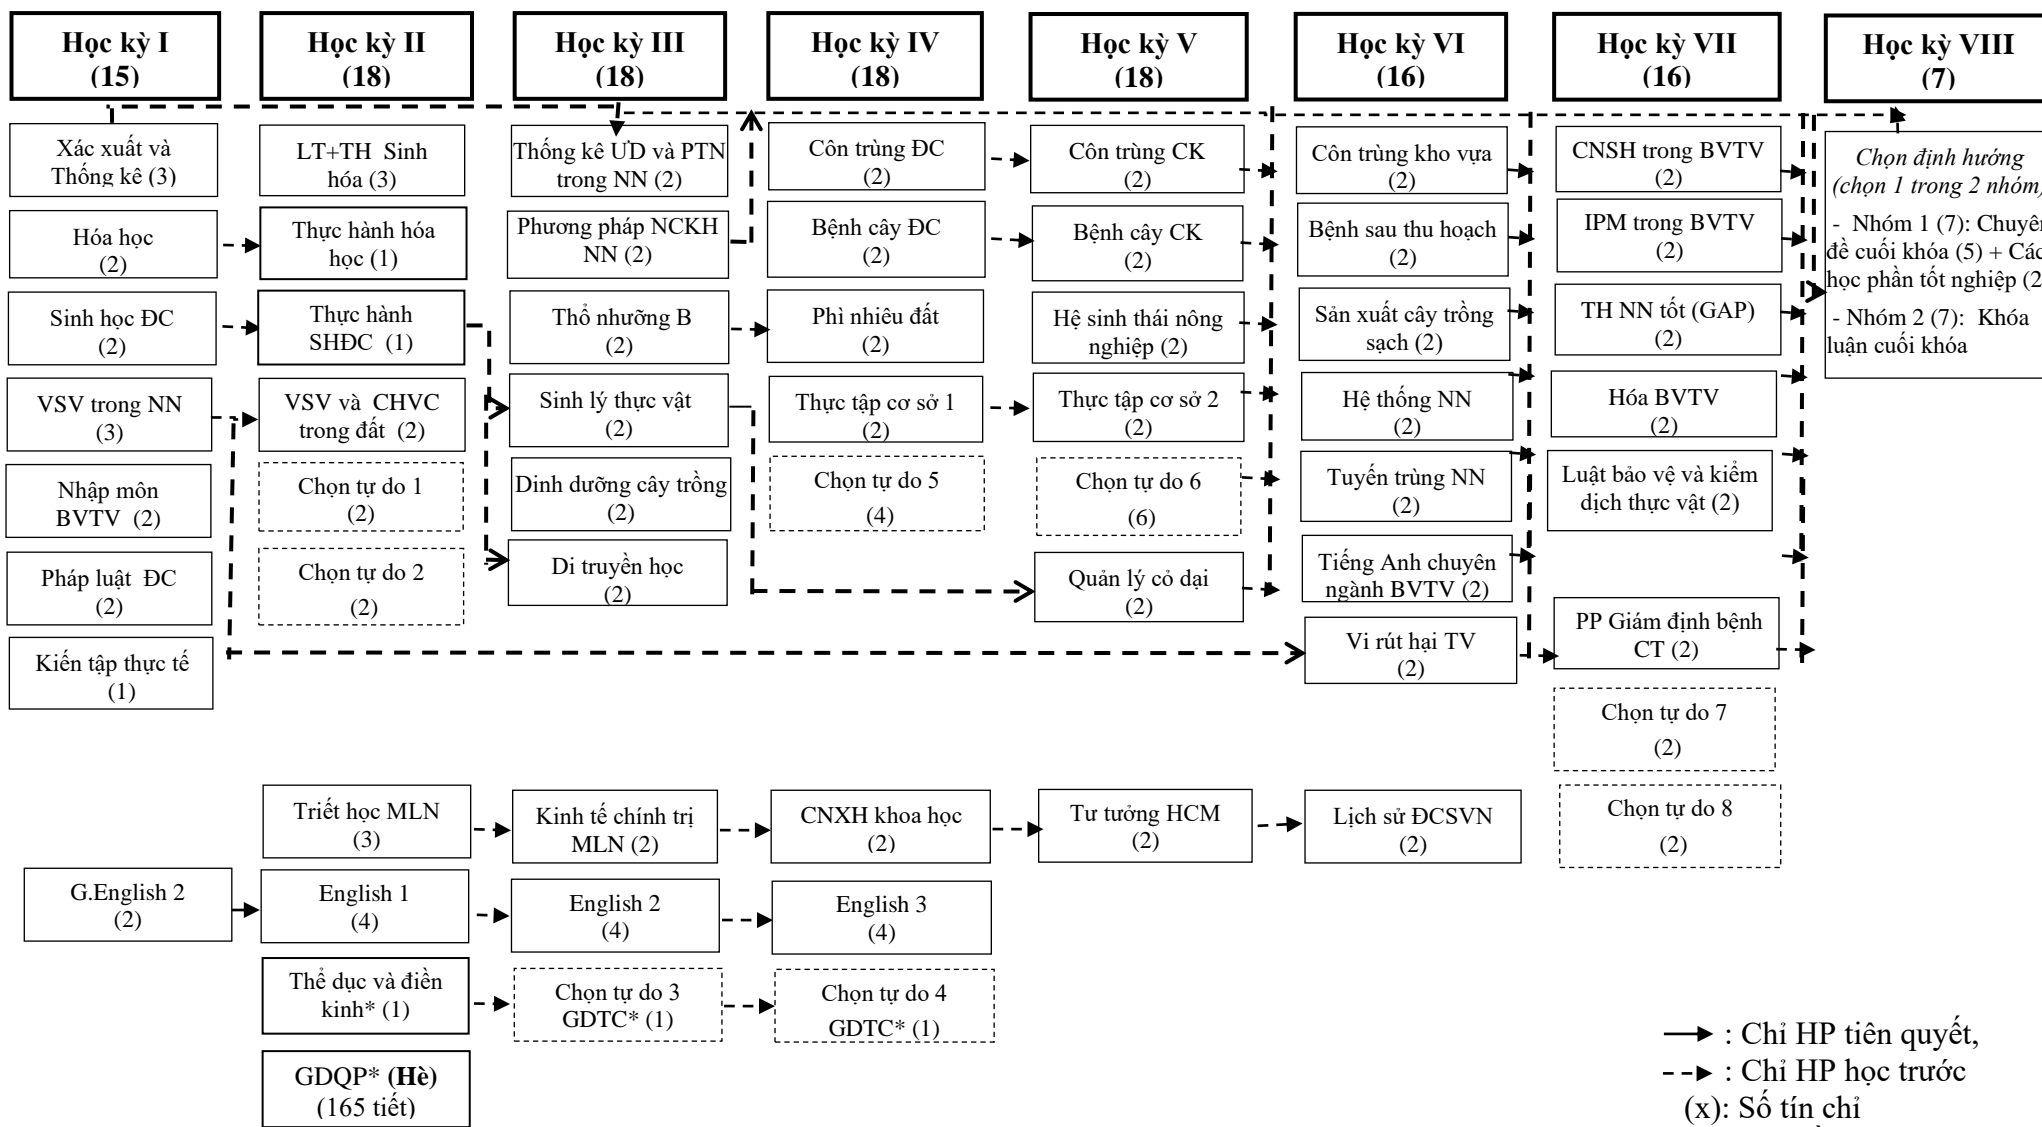 Học kỳ I
(15)
Học kỳ II
(18)
Học kỳ III
(18)
Học kỳ IV
(18)
Học kỳ V
(18)
Học kỳ VI
(16)
Học kỳ VII
(16)
Học kỳ VIII
(7)
Xác xuất và
Thống kê (3)
Hóa học
(2)
Sinh học ĐC
(2)
VSV trong NN
(3)
Nhập môn
BVTV (2)
Pháp luật ĐC
(2)
Kiến tập thực tế
(1)
LT+TH Sinh
hóa (3)
Thực hành hóa
học (1)
Thực hành
SHĐC (1)
VSV và CHVC
trong đất (2)
Chọn tự do 1
(2)
Chọn tự do 2
(2)
Thống kê ƯD và PTN
trong NN (2)
Phương pháp NCKH
NN (2)
Thổ nhưỡng B
(2)
Sinh lý thực vật
(2)
Dinh dưỡng cây trồng
(2)
Di truyền học
(2)
Côn trùng ĐC
(2)
Bệnh cây ĐC
(2)
Phì nhiêu đất
(2)
Thực tập cơ sở 1
(2)
Chọn tự do 5
(4)
Côn trùng CK
(2)
Bệnh cây CK
(2)
Hệ sinh thái nông
nghiệp (2)
Thực tập cơ sở 2
(2)
Chọn tự do 6
(6)
Quản lý cỏ dại
(2)
Côn trùng kho vựa
(2)
Bệnh sau thu hoạch
(2)
Sản xuất cây trồng
sạch (2)
Hệ thống NN
(2)
Tuyến trùng NN
(2)
Tiếng Anh chuyên
ngành BVTV (2)
Vi rút hại TV
(2)
CNSH trong BVTV
(2)
IPM trong BVTV
(2)
TH NN tốt (GAP)
(2)
Hóa BVTV
(2)
Luật bảo vệ và kiểm
dịch thực vật (2)
PP Giám định bệnh
CT (2)
Chọn tự do 7
(2)
Chọn tự do 8
(2)
Chọn định hướng
(chọn 1 trong 2 nhóm)
- Nhóm 1 (7): Chuyên
đề cuối khóa (5) + Các
học phần tốt nghiệp (2
- Nhóm 2 (7): Khóa
luận cuối khóa
Triết học MLN
(3)
Kinh tế chính trị
MLN (2)
CNXH khoa học
(2)
Tư tưởng HCM
(2)
Lịch sử ĐCSVN
(2)
G.English 2
(2)
English 1
(4)
English 2
(4)
English 3
(4)
Thể dục và điền
kinh* (1)
Chọn tự do 3
GDTC* (1)
Chọn tự do 4
GDTC* (1)
GDQP* (Hè)
(165 tiết)
: Chỉ HP tiên quyết,
: Chỉ HP học trước
(x): Số tín chỉ